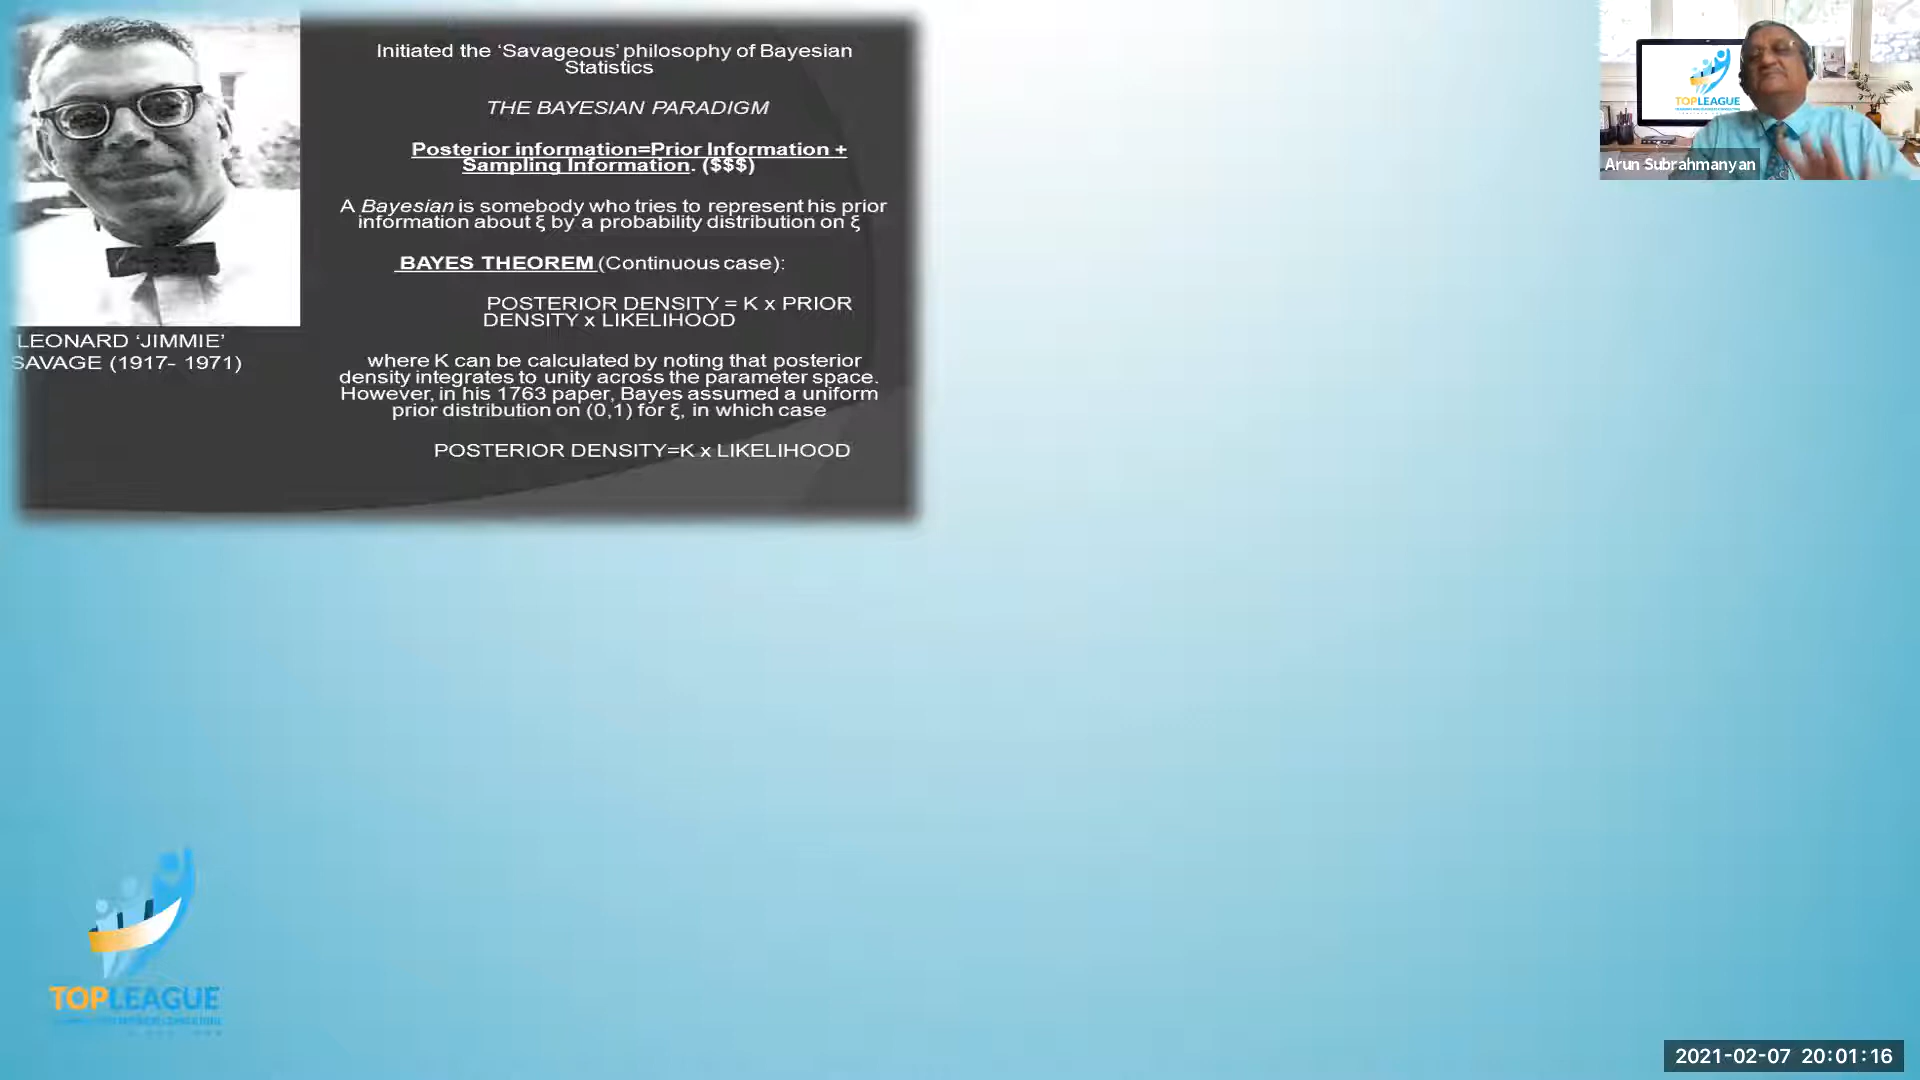 Initiated the ‘Savageous’ philosophy of Bayesian
Statistics
THE BAYESIAN PARADIGM
Posterior information=Prior Information +
Sampling Information. ($$$)
A Bayesian is somebody who tries to represent his prior
information about ξ by a probability distribution on ξ
BAYES THEOREM (Continuous case):
POSTERIOR DENSITY = K x PRIOR
DENSITY x LIKELIHOOD
where K can be calculated by noting that posterior
density integrates to unity across the parameter space.
However, in his 1763 paper, Bayes assumed a uniform
prior distribution on (0,1) for ξ, in which case
POSTERIOR DENSITY=K x LIKELIHOOD
LEONARD ‘JIMMIE’
SAVAGE (1917- 1971)
TOPLEAGUE
Arun Subrahmanyan
TOPLEAGUE
2021-02-07 20:01:16